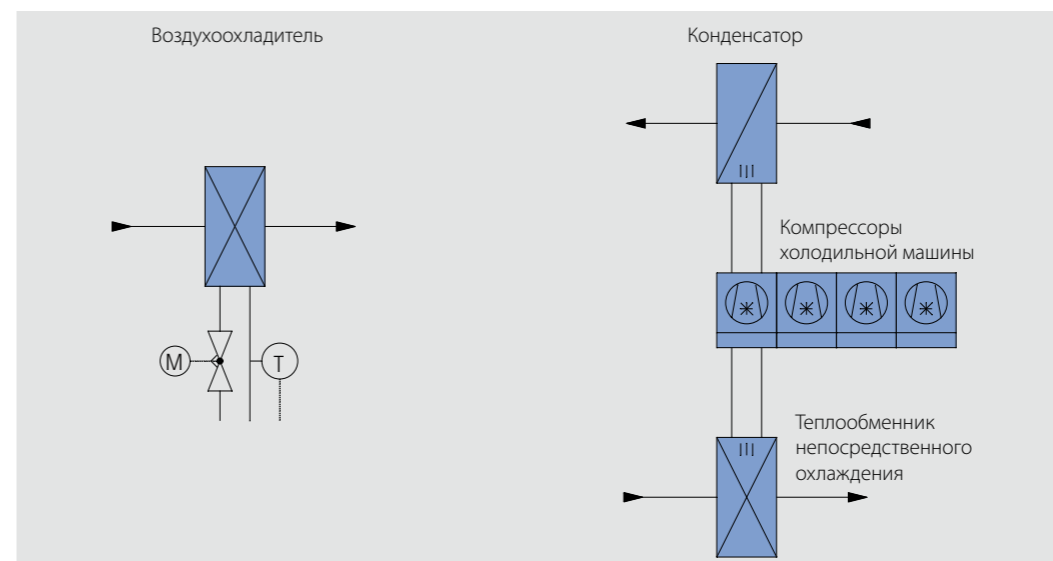 Воздухоохладитель
Конденсатор
Компрессоры
холодильной машины
M
T
Теплообменник
непосредственного
охлаждения